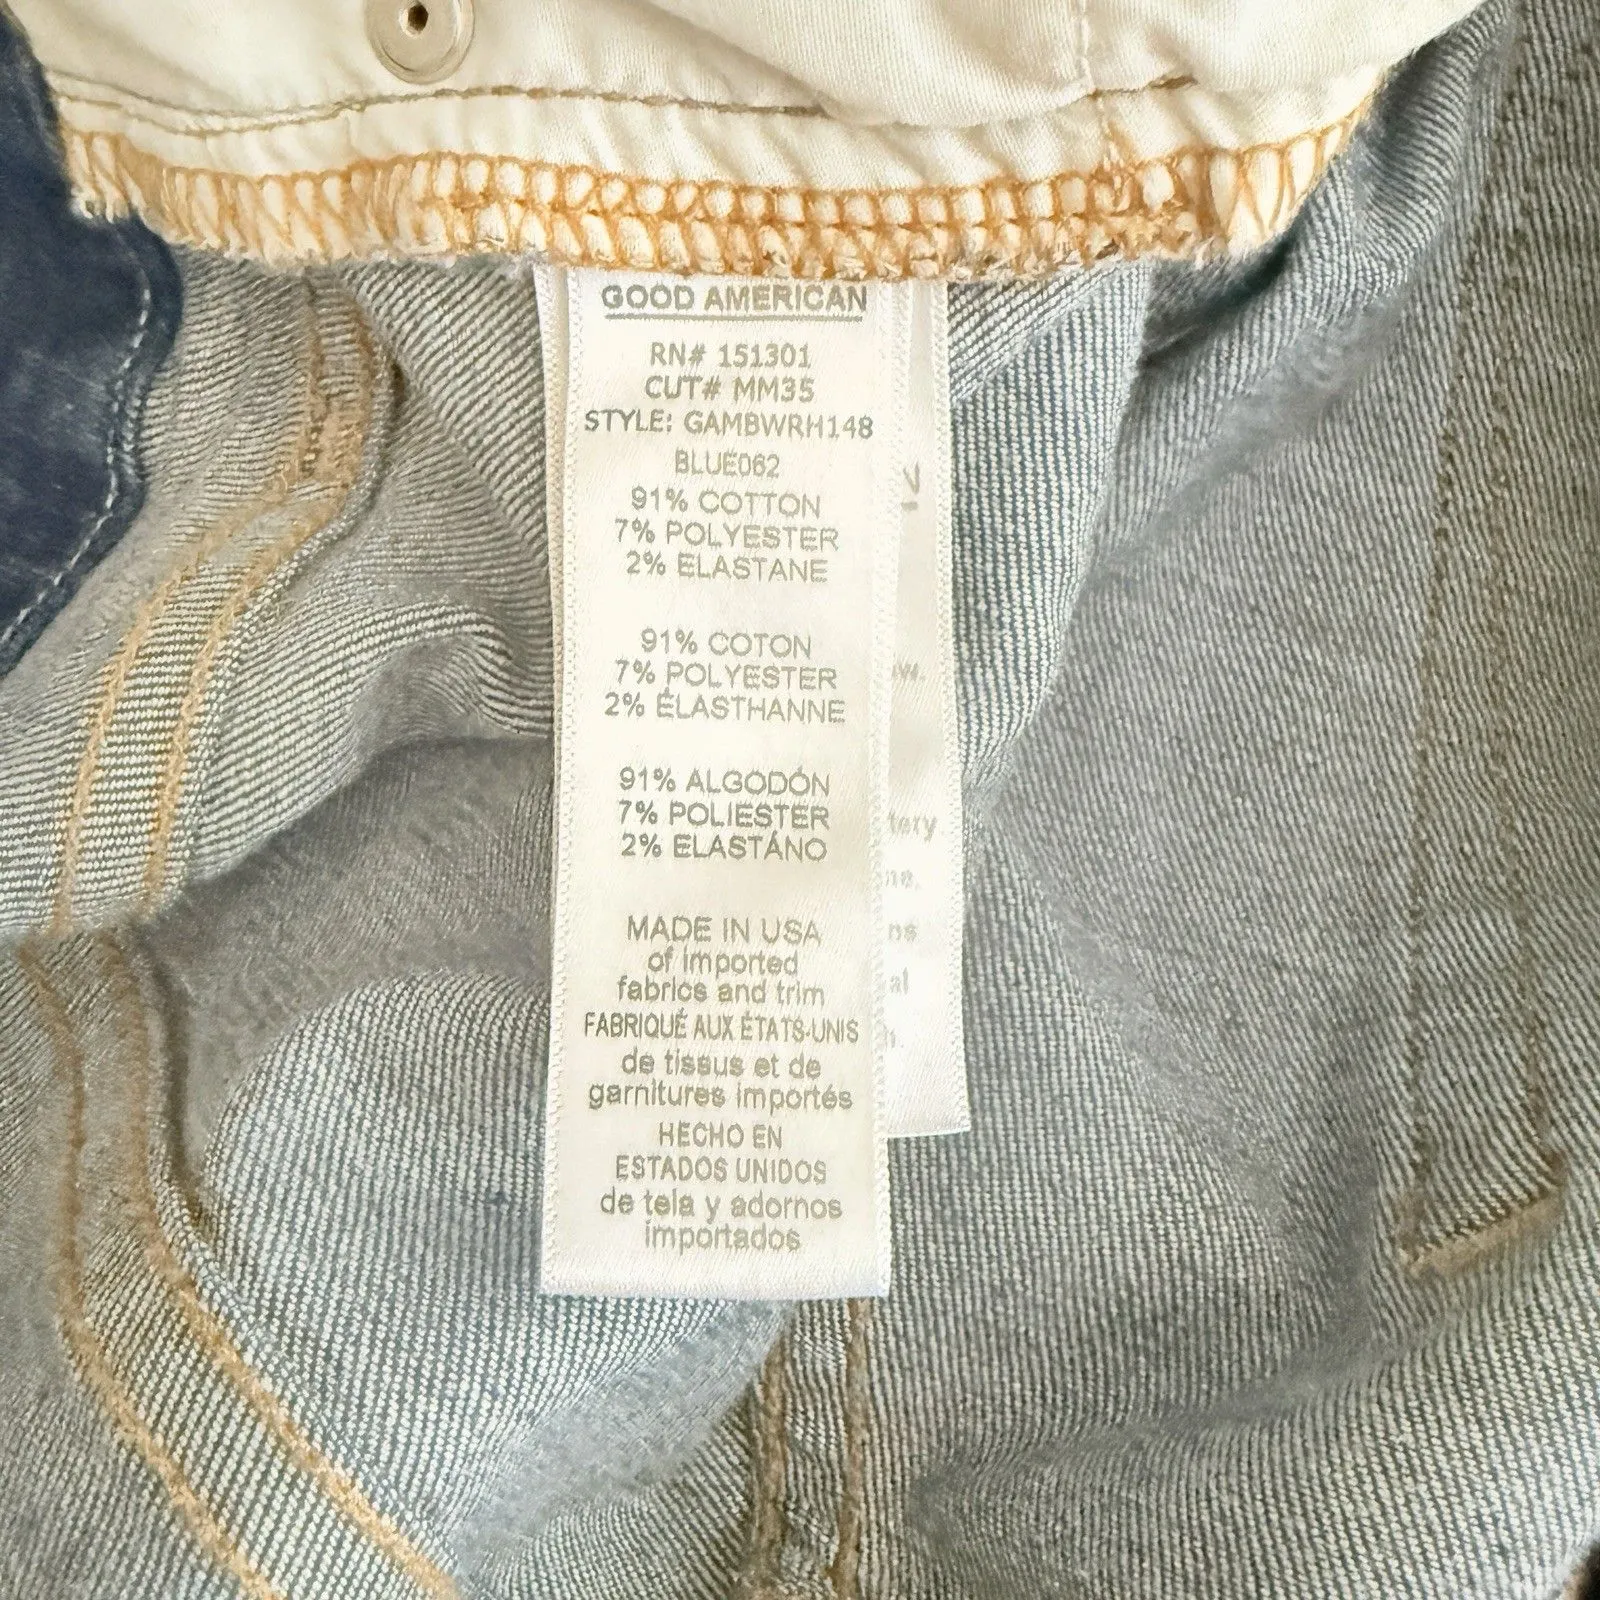 GOOD AMERICAN
RN# 151301
CUT# MM35
STYLE: GAMBWRH148
BLUE062
91% COTTON
7% POLYESTER
2% ELASTANE
91% COTON
7% POLYESTER
2% ÉLASTHANNE
91% ALGODÓN
7% POLIESTER
2% ELASTÁNO
MADE IN USA
of imported
fabrics and trim
FABRIQUÉ AUX ÉTATS-UNIS
de tissus et de
garnitures importés
HECHO EN
ESTADOS UNIDOS
de tela y adornos
importados